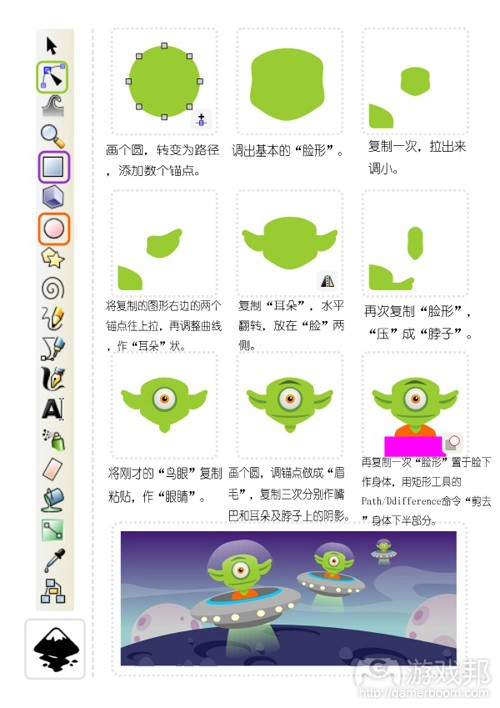 画个圆，转变为路径
，添加数个锚点。
调出基本的“脸形”。
复制一次，拉出来
调小。
将复制的图形右边的两个
锚点往上拉，再调整曲线
，作“耳朵”状。
复制“耳朵”，水平
翻转，放在“脸”两
侧。
再次复制“脸形”，
“压”成“脖子”。
将刚才的“鸟眼”复制
粘贴，作“眼睛”。
画个圆，调锚点做成“眉
毛”，复制三次分别作嘴
巴和耳朵及脖子上的阴影。
再复制一次“脸形”置于脸下
作身体，用矩形工具的
Path/Ddifference命令“剪去
”身体下半部分。
游戏邦
http://gamerboom.com